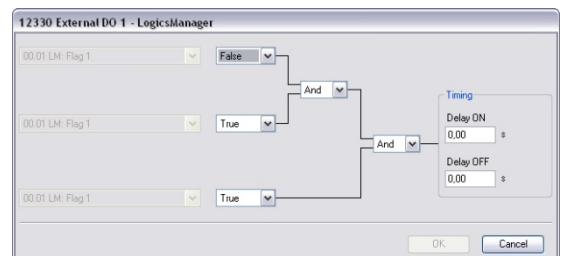 12330 External DO 1 - LogicsManager
00.01 LM: Flag 1
False
And
Timing
Delay ON
0,00 s
00.01 LM: Flag 1
True
And
Delay OFF
0,00 s
00.01 LM: Flag 1
True
OK
Cancel